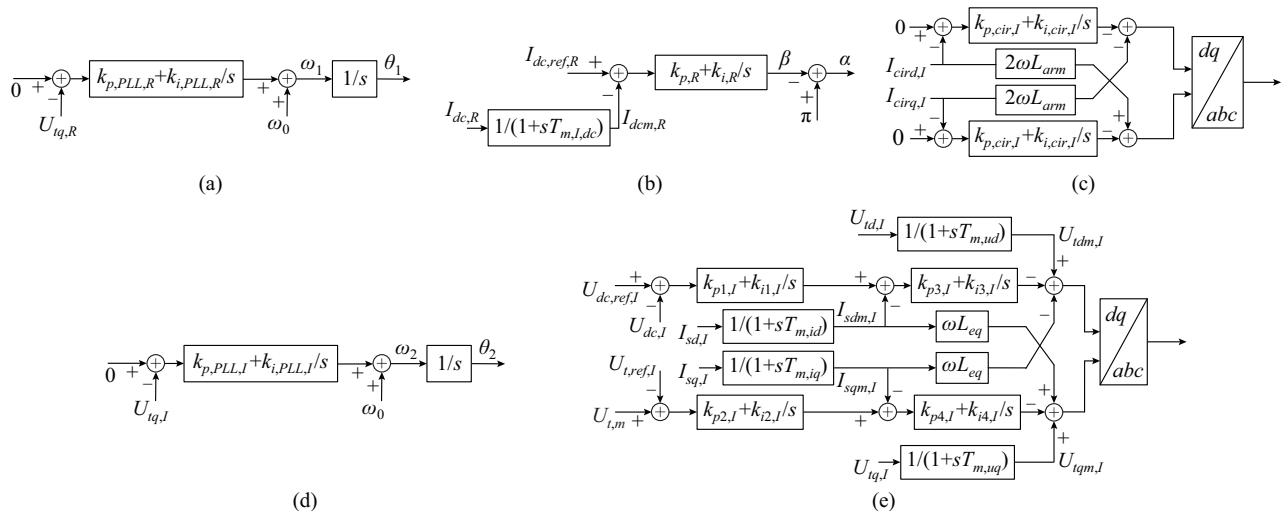 0
+
−
U_{tq,R}
k_{p,PLL,R}+k_{i,PLL,R}/s
+
+
ω_0
ω_1
1/s
θ_1
(a)
I_{dc,ref,R}
+
−
I_{dc,R}
1/(1+sT_{m,I,dc})
I_{dcm,R}
k_{p,R}+k_{i,R}/s
β
−
+
π
α
(b)
0
+
−
k_{p,cir,I}+k_{i,cir,I}/s
−
−
I_{cird,I}
2ωL_{arm}
I_{cirq,I}
2ωL_{arm}
−
0
+
k_{p,cir,I}+k_{i,cir,I}/s
−
+
dq
abc
(c)
0
+
−
U_{tq,I}
k_{p,PLL,I}+k_{i,PLL,I}/s
+
+
ω_0
ω_2
1/s
θ_2
(d)
U_{td,I}
1/(1+sT_{m,ud})
U_{tdm,I}
+
U_{dc,ref,I}
+
−
U_{dc,I}
k_{p1,I}+k_{i1,I}/s
+
−
k_{p3,I}+k_{i3,I}/s
−
−
I_{sd,I}
1/(1+sT_{m,id})
I_{sdm,I}
ωL_{eq}
U_{t,ref,I}
−
I_{sq,I}
1/(1+sT_{m,iq})
I_{sqm,I}
ωL_{eq}
U_{t,m}
+
k_{p2,I}+k_{i2,I}/s
+
−
k_{p4,I}+k_{i4,I}/s
−
+
+
U_{tq,I}
1/(1+sT_{m,uq})
U_{tqm,I}
dq
abc
(e)